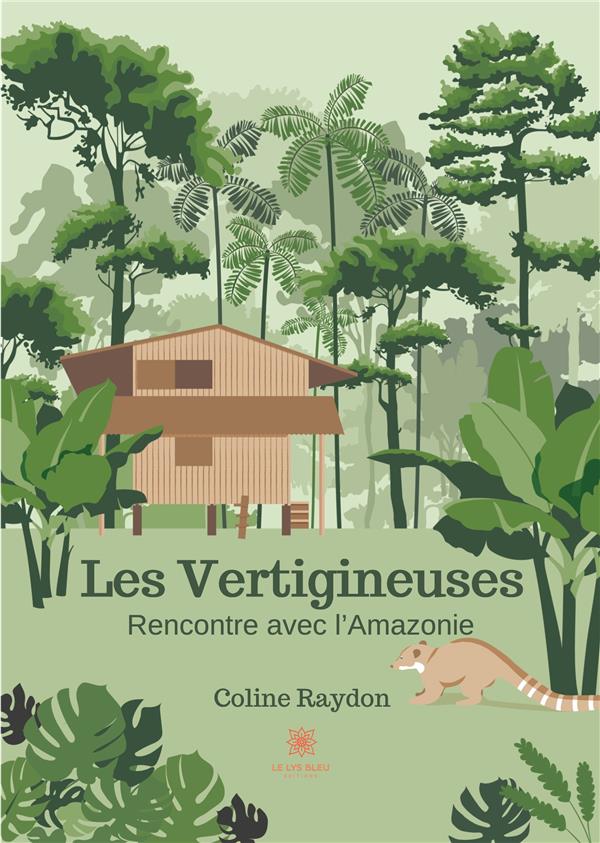 Les Vertigineuses
Rencontre avec l’Amazonie
Coline Raydon
LE LYS BLEU
ÉDITIONS